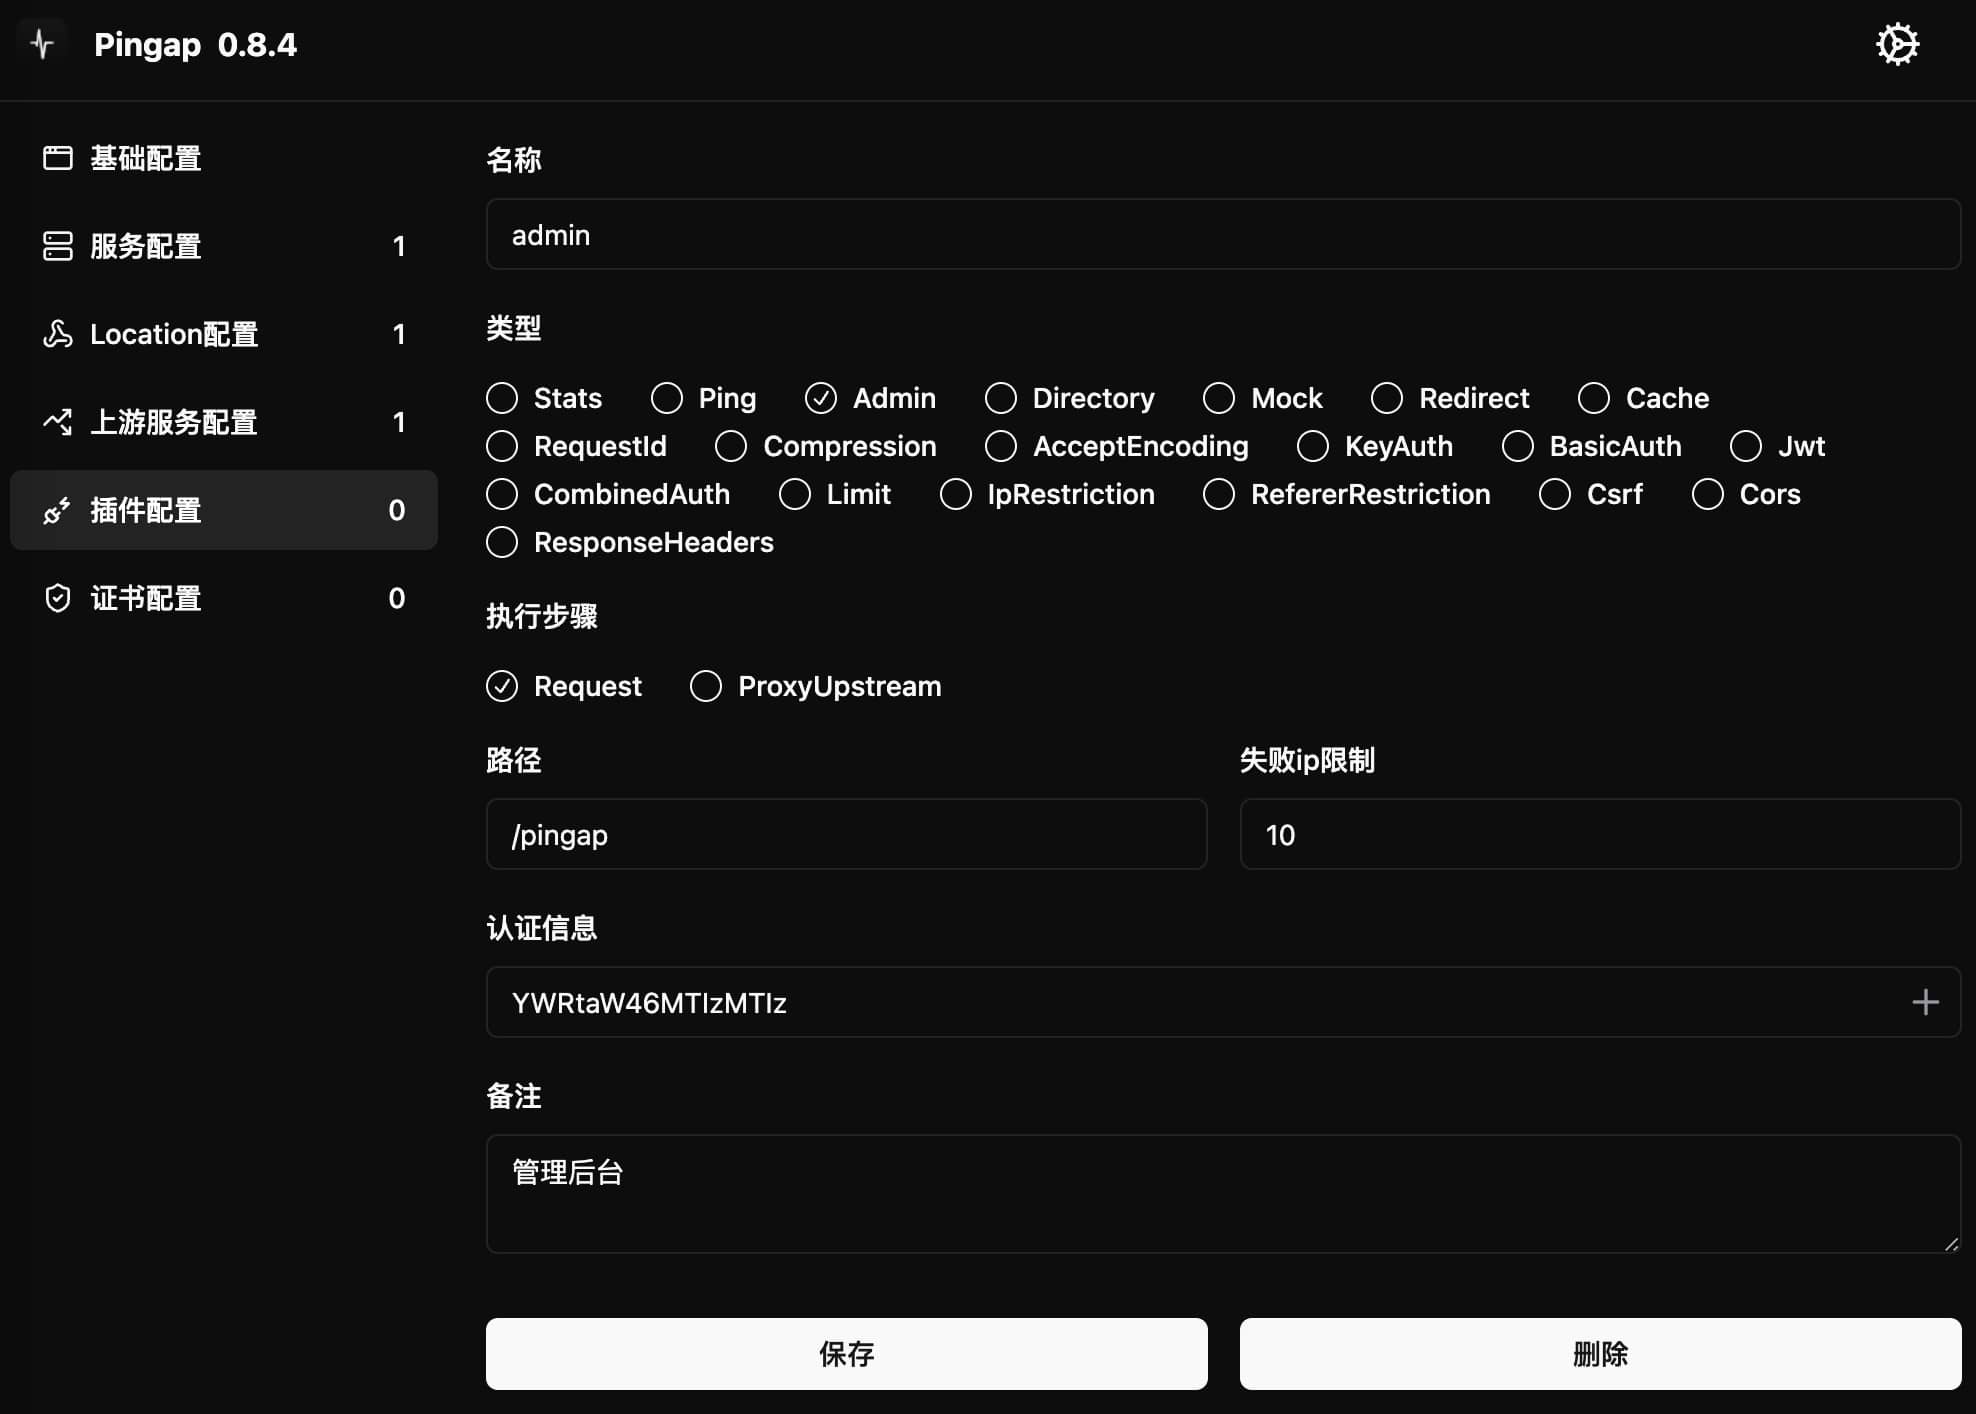 Pingap 0.8.4
基础配置
服务配置 1
Location配置 1
上游服务配置 1
插件配置 0
证书配置 0
名称
admin
类型
Stats Ping Admin Directory Mock Redirect Cache
RequestId Compression AcceptEncoding KeyAuth BasicAuth Jwt
CombinedAuth Limit IpRestriction RefererRestriction Csrf Cors
ResponseHeaders
执行步骤
Request ProxyUpstream
路径 失败ip限制
/pingap 10
认证信息
YWRtaW46MTIzMTIz
备注
管理后台
保存 删除